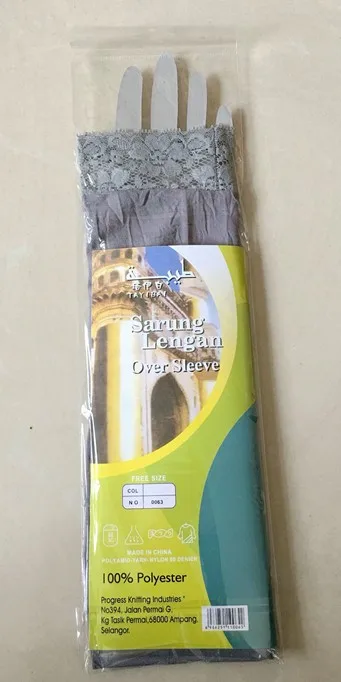 طيبة
TAYIBAH
Sarung
Lengan
Over Sleeve
FREE SIZE
COL
NO 0063
MADE IN CHINA
100% Polyester
Progress Knitting Industries
No394, Jalan Permai G.
Kg Tasik Permai,68000 Ampang.
Selangor.